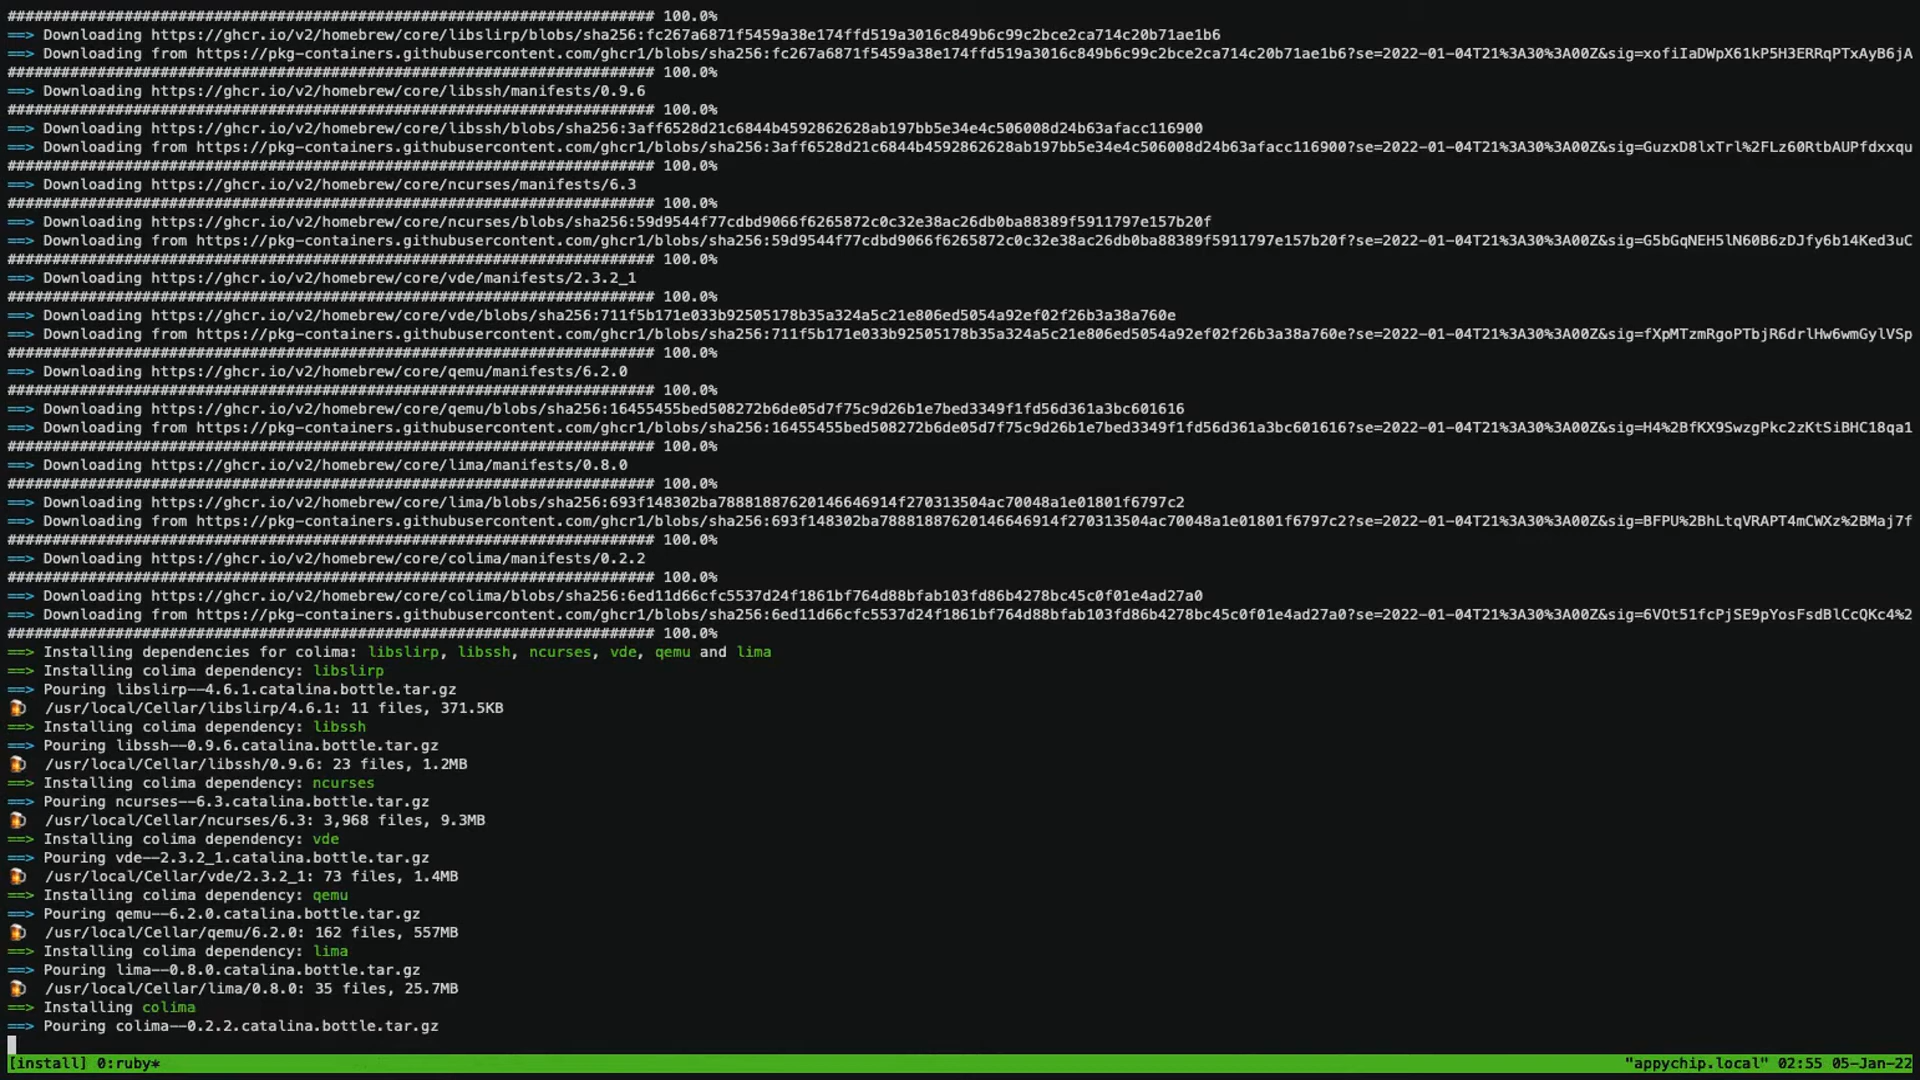 ######################################################################## 100.0%
==> Downloading https://ghcr.io/v2/homebrew/core/libslirp/blobs/sha256:fc267a6871f5459a38e174ffd519a3016c849b6c99c2bce2ca714c20b71ae1b6
==> Downloading from https://pkg-containers.githubusercontent.com/ghcr1/blobs/sha256:fc267a6871f5459a38e174ffd519a3016c849b6c99c2bce2ca714c20b71ae1b6?se=2022-01-04T21%3A30%3A00Z&sig=xofiIaDWpX61kP5H3ERRqPTxAyB6jA
######################################################################## 100.0%
==> Downloading https://ghcr.io/v2/homebrew/core/libssh/manifests/0.9.6
######################################################################## 100.0%
==> Downloading https://ghcr.io/v2/homebrew/core/libssh/blobs/sha256:3aff6528d21c6844b4592862628ab197bb5e34e4c506008d24b63afacc116900
==> Downloading from https://pkg-containers.githubusercontent.com/ghcr1/blobs/sha256:3aff6528d21c6844b4592862628ab197bb5e34e4c506008d24b63afacc116900?se=2022-01-04T21%3A30%3A00Z&sig=GuzxD8lxTrl%2FLz60RtbAUPfdxxqu
######################################################################## 100.0%
==> Downloading https://ghcr.io/v2/homebrew/core/ncurses/manifests/6.3
######################################################################## 100.0%
==> Downloading https://ghcr.io/v2/homebrew/core/ncurses/blobs/sha256:59d9544f77cdbd9066f6265872c0c32e38ac26db0ba88389f5911797e157b20f
==> Downloading from https://pkg-containers.githubusercontent.com/ghcr1/blobs/sha256:59d9544f77cdbd9066f6265872c0c32e38ac26db0ba88389f5911797e157b20f?se=2022-01-04T21%3A30%3A00Z&sig=G5bGqNEH5lN60B6zDJfy6b14Ked3uC
######################################################################## 100.0%
==> Downloading https://ghcr.io/v2/homebrew/core/vde/manifests/2.3.2_1
######################################################################## 100.0%
==> Downloading https://ghcr.io/v2/homebrew/core/vde/blobs/sha256:711f5b171e033b92505178b35a324a5c21e806ed5054a92ef02f26b3a38a760e
==> Downloading from https://pkg-containers.githubusercontent.com/ghcr1/blobs/sha256:711f5b171e033b92505178b35a324a5c21e806ed5054a92ef02f26b3a38a760e?se=2022-01-04T21%3A30%3A00Z&sig=fXpMTzmRgoPTbjR6drlHw6wmGylVSp
######################################################################## 100.0%
==> Downloading https://ghcr.io/v2/homebrew/core/qemu/manifests/6.2.0
######################################################################## 100.0%
==> Downloading https://ghcr.io/v2/homebrew/core/qemu/blobs/sha256:16455455bed508272b6de05d7f75c9d26b1e7bed3349f1fd56d361a3bc601616
==> Downloading from https://pkg-containers.githubusercontent.com/ghcr1/blobs/sha256:16455455bed508272b6de05d7f75c9d26b1e7bed3349f1fd56d361a3bc601616?se=2022-01-04T21%3A30%3A00Z&sig=H4%2BfKX9SwzgPkc2zKtSiBHC18qa1
######################################################################## 100.0%
==> Downloading https://ghcr.io/v2/homebrew/core/lima/manifests/0.8.0
######################################################################## 100.0%
==> Downloading https://ghcr.io/v2/homebrew/core/lima/blobs/sha256:693f148302ba78881887620146646914f270313504ac70048a1e01801f6797c2
==> Downloading from https://pkg-containers.githubusercontent.com/ghcr1/blobs/sha256:693f148302ba78881887620146646914f270313504ac70048a1e01801f6797c2?se=2022-01-04T21%3A30%3A00Z&sig=BFPU%2BhLtqVRAPT4mCWXz%2BMaj7f
######################################################################## 100.0%
==> Downloading https://ghcr.io/v2/homebrew/core/colima/manifests/0.2.2
######################################################################## 100.0%
==> Downloading https://ghcr.io/v2/homebrew/core/colima/blobs/sha256:6ed11d66cfc5537d24f1861bf764d88bfab103fd86b4278bc45c0f01e4ad27a0
==> Downloading from https://pkg-containers.githubusercontent.com/ghcr1/blobs/sha256:6ed11d66cfc5537d24f1861bf764d88bfab103fd86b4278bc45c0f01e4ad27a0?se=2022-01-04T21%3A30%3A00Z&sig=6VOt51fcPjSE9pYosFsdBlCcQKc4%2
######################################################################## 100.0%
==> Installing dependencies for colima: libslirp, libssh, ncurses, vde, qemu and lima
==> Installing colima dependency: libslirp
==> Pouring libslirp--4.6.1.catalina.bottle.tar.gz
🍺 /usr/local/Cellar/libslirp/4.6.1: 11 files, 371.5KB
==> Installing colima dependency: libssh
==> Pouring libssh--0.9.6.catalina.bottle.tar.gz
🍺 /usr/local/Cellar/libssh/0.9.6: 23 files, 1.2MB
==> Installing colima dependency: ncurses
==> Pouring ncurses--6.3.catalina.bottle.tar.gz
🍺 /usr/local/Cellar/ncurses/6.3: 3,968 files, 9.3MB
==> Installing colima dependency: vde
==> Pouring vde--2.3.2_1.catalina.bottle.tar.gz
🍺 /usr/local/Cellar/vde/2.3.2_1: 73 files, 1.4MB
==> Installing colima dependency: qemu
==> Pouring qemu--6.2.0.catalina.bottle.tar.gz
🍺 /usr/local/Cellar/qemu/6.2.0: 162 files, 557MB
==> Installing colima dependency: lima
==> Pouring lima--0.8.0.catalina.bottle.tar.gz
🍺 /usr/local/Cellar/lima/0.8.0: 35 files, 25.7MB
==> Installing colima
==> Pouring colima--0.2.2.catalina.bottle.tar.gz
[install] 0:ruby* "appychip.local" 02:55 05-Jan-22